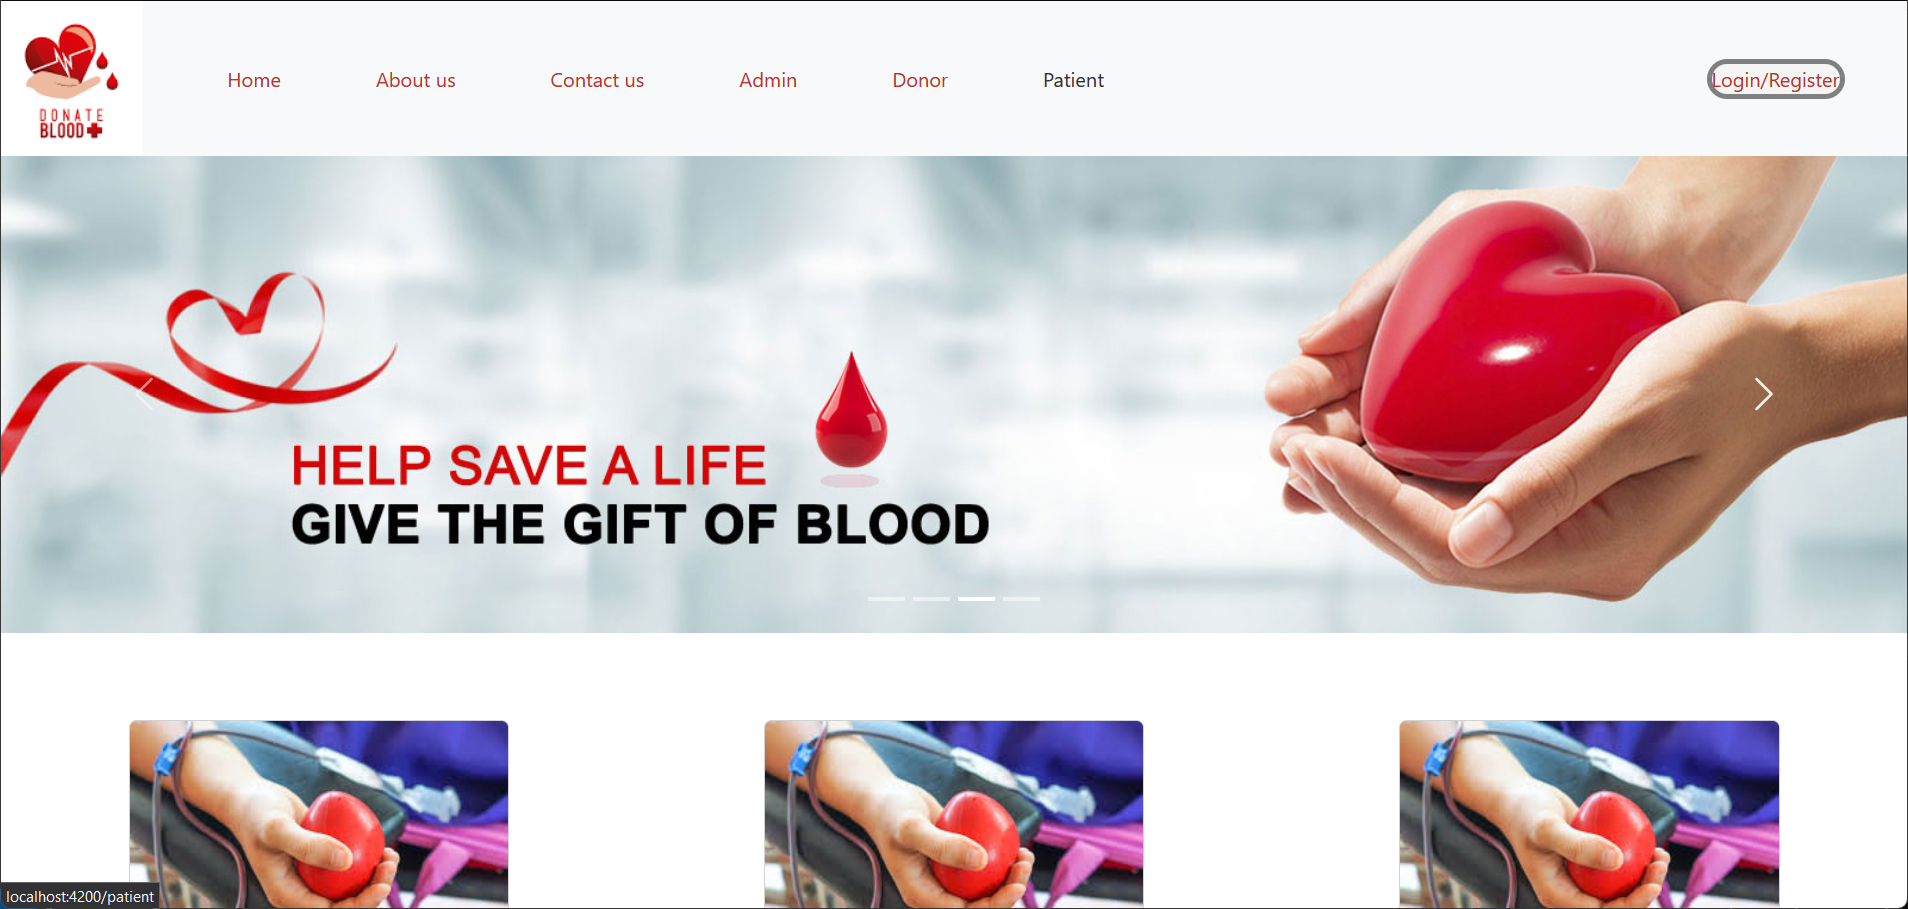 DONATE
BLOOD
Home
About us
Contact us
Admin
Donor
Patient
Login/Register
HELP SAVE A LIFE
GIVE THE GIFT OF BLOOD
localhost:4200/patient